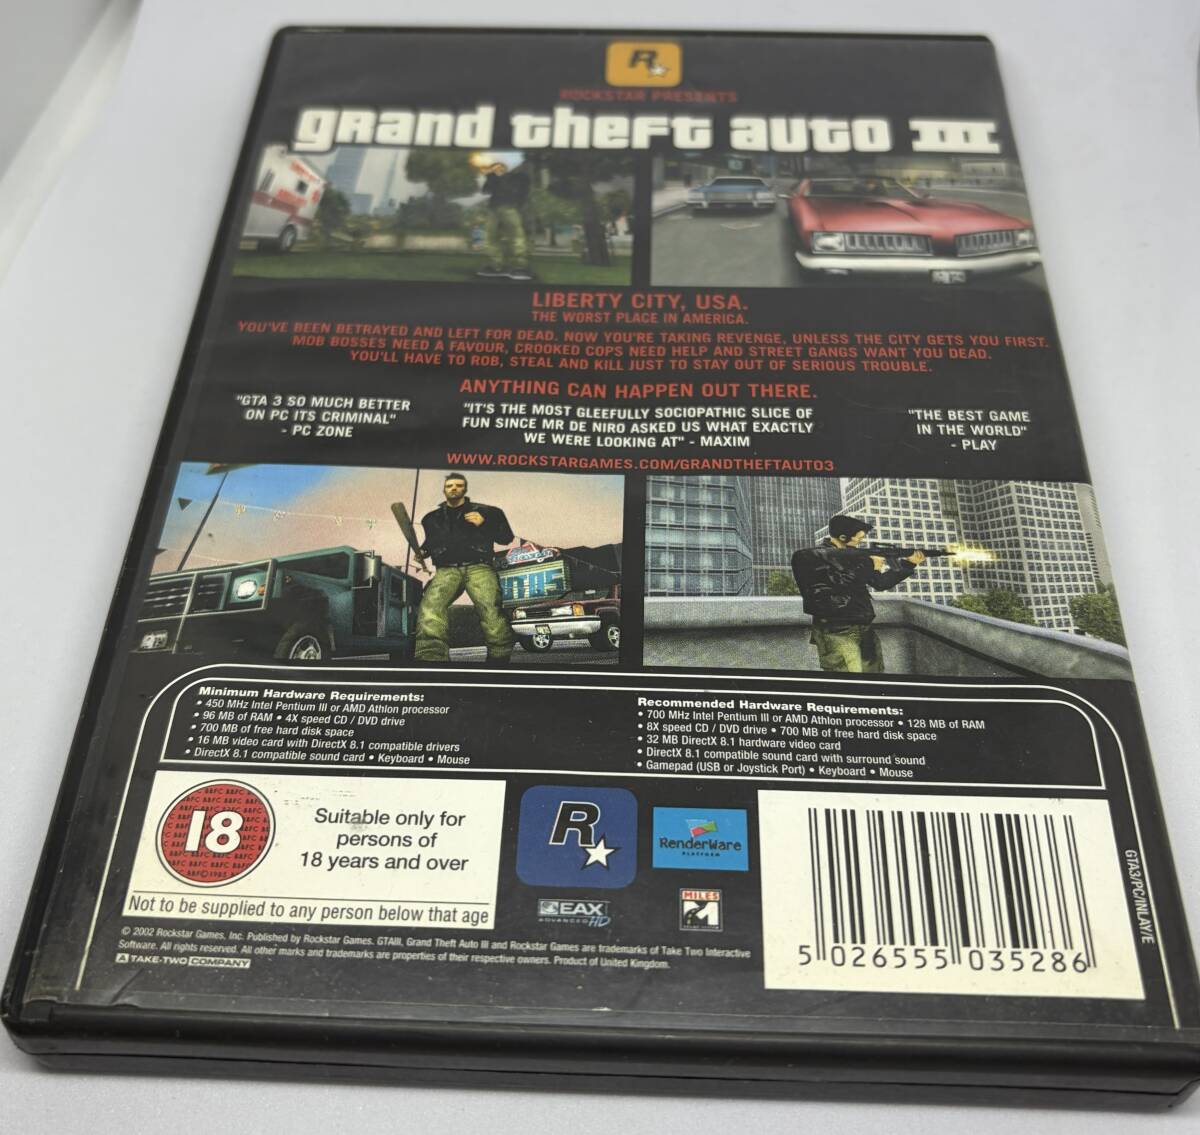 R
ROCKSTAR PRESENTS
grand theft auto III
LIBERTY CITY, USA.
THE WORST PLACE IN AMERICA.
YOU'VE BEEN BETRAYED AND LEFT FOR DEAD. NOW YOU'RE TAKING REVENGE, UNLESS THE CITY GETS YOU FIRST.
MOB BOSSES NEED A FAVOUR, CROOKED COPS NEED HELP AND STREET GANGS WANT YOU DEAD.
YOU'LL HAVE TO ROB, STEAL AND KILL JUST TO STAY OUT OF SERIOUS TROUBLE.
ANYTHING CAN HAPPEN OUT THERE.
"GTA 3 SO MUCH BETTER
ON PC ITS CRIMINAL"
- PC ZONE
"IT'S THE MOST GLEEFULLY SOCIOPATHIC SLICE OF
FUN SINCE MR DE NIRO ASKED US WHAT EXACTLY
WE WERE LOOKING AT" - MAXIM
"THE BEST GAME
IN THE WORLD"
- PLAY
WWW.ROCKSTARGAMES.COM/GRANDTHEFTAUTO3
Minimum Hardware Requirements:
• 450 MHz Intel Pentium III or AMD Athlon processor
• 96 MB of RAM • 4X speed CD / DVD drive
• 700 MB of free hard disk space
• 16 MB video card with DirectX 8.1 compatible drivers
• DirectX 8.1 compatible sound card • Keyboard • Mouse
Recommended Hardware Requirements:
• 700 MHz Intel Pentium III or AMD Athlon processor • 128 MB of RAM
• 8X speed CD / DVD drive • 700 MB of free hard disk space
• 32 MB DirectX 8.1 hardware video card
• DirectX 8.1 compatible sound card with surround sound
• Gamepad (USB or Joystick Port) • Keyboard • Mouse
18
Suitable only for
persons of
18 years and over
Not to be supplied to any person below that age
R
RenderWare
PLATFORM
EAX
ADVANCED HD
MILES
GTA3/PC/INLAY/E
5 026555 035286
© 2002 Rockstar Games, Inc. Published by Rockstar Games. GTAIII, Grand Theft Auto III and Rockstar Games are trademarks of Take Two Interactive
Software. All rights reserved. All other marks and trademarks are properties of their respective owners. Product of United Kingdom.
A TAKE-TWO COMPANY